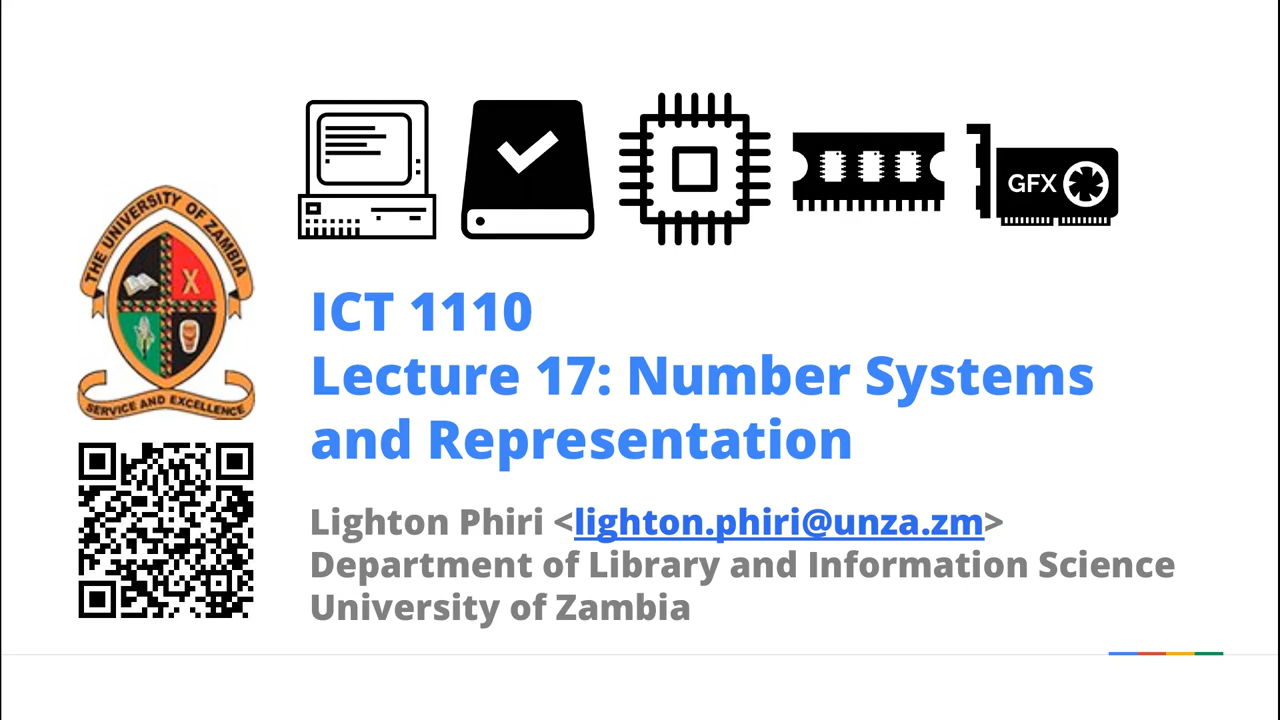 GFX
THE UNIVERSITY OF ZAMBIA
SERVICE AND EXCELLENCE
ICT 1110
Lecture 17: Number Systems
and Representation
Lighton Phiri <lighton.phiri@unza.zm>
Department of Library and Information Science
University of Zambia